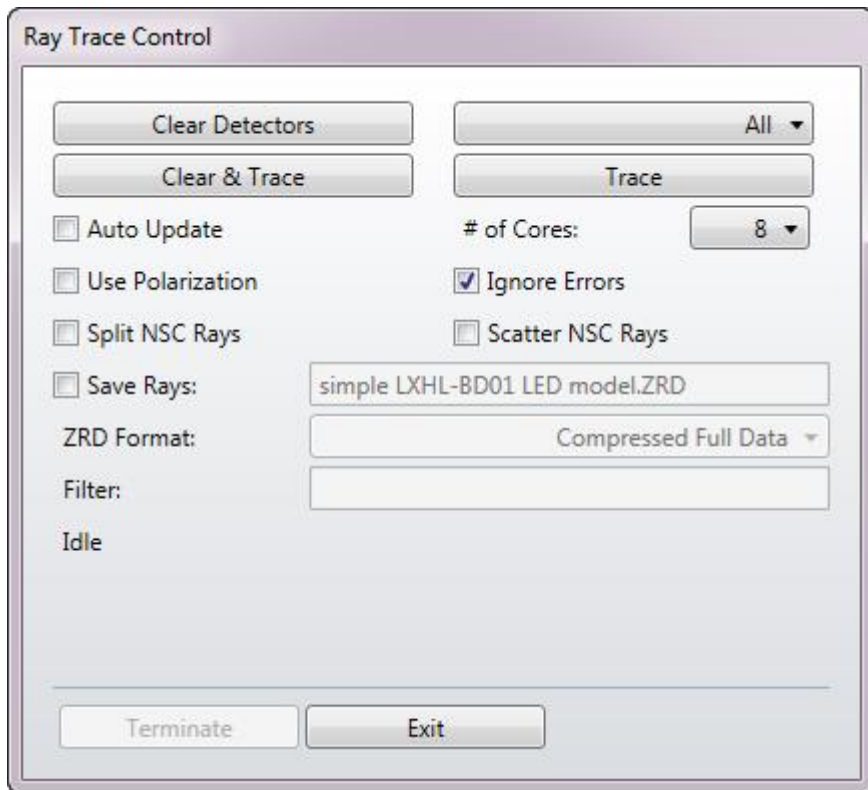 Ray Trace Control
Clear Detectors All
Clear & Trace Trace
Auto Update # of Cores: 8
Use Polarization Ignore Errors
Split NSC Rays Scatter NSC Rays
Save Rays: simple LXHL-BD01 LED model.ZRD
ZRD Format: Compressed Full Data
Filter:
Idle
Terminate Exit